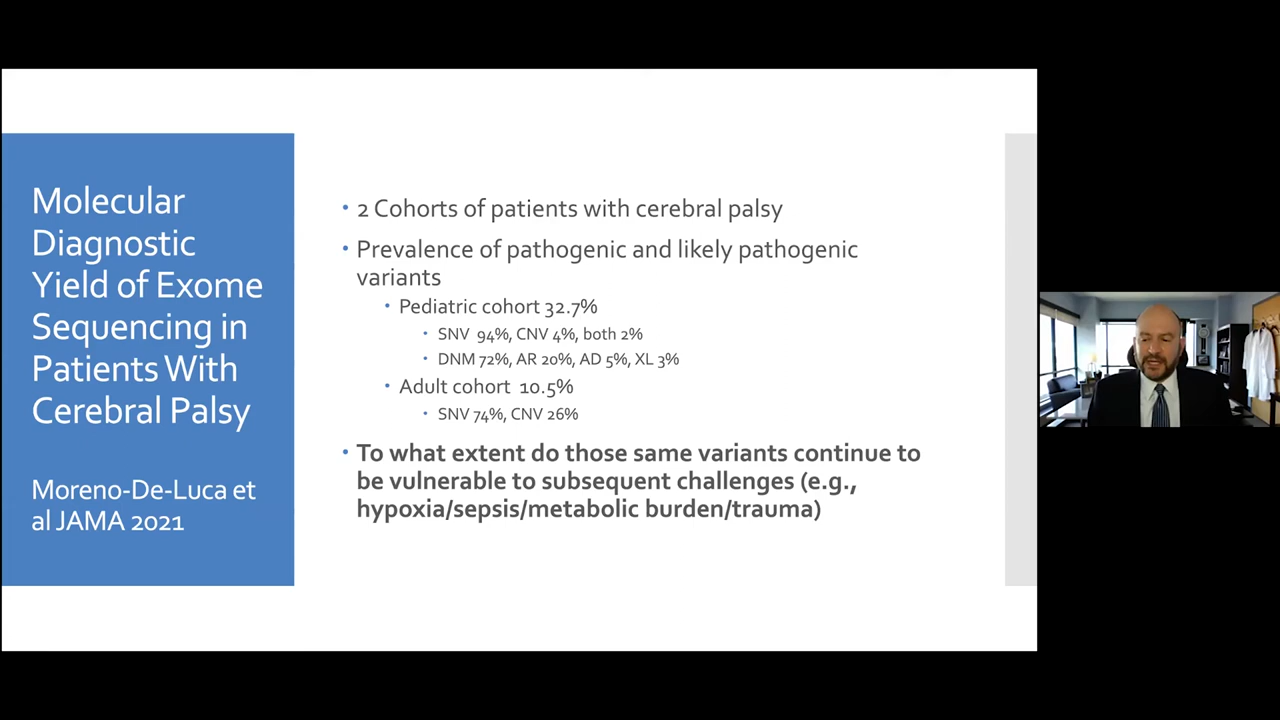 Molecular
Diagnostic
Yield of Exome
Sequencing in
Patients With
Cerebral Palsy
Moreno-De-Luca et
al JAMA 2021
• 2 Cohorts of patients with cerebral palsy
• Prevalence of pathogenic and likely pathogenic
variants
• Pediatric cohort 32.7%
• SNV 94%, CNV 4%, both 2%
• DNM 72%, AR 20%, AD 5%, XL 3%
• Adult cohort 10.5%
• SNV 74%, CNV 26%
• To what extent do those same variants continue to
be vulnerable to subsequent challenges (e.g.,
hypoxia/sepsis/metabolic burden/trauma)